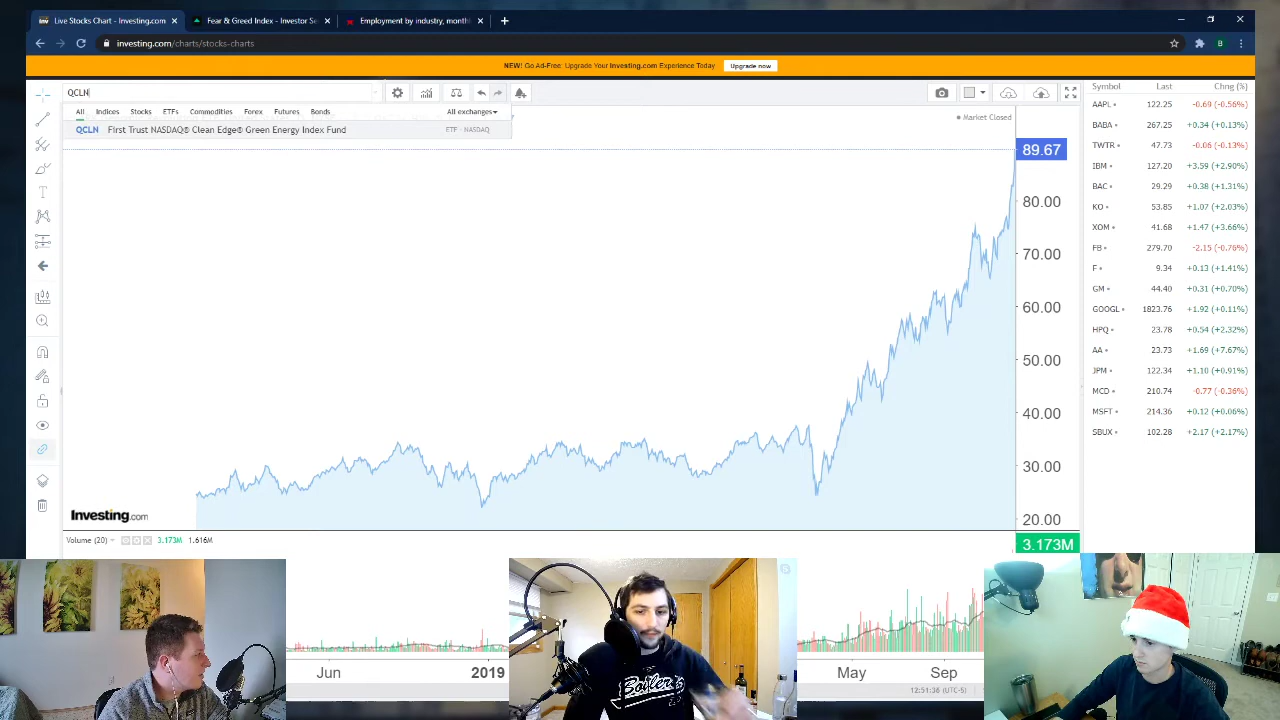 Live Stocks Chart - Investing.com
Fear & Greed Index - Investor Se
Employment by industry, month
investing.com/charts/stocks-charts
B
NEW! Go Ad-Free: Upgrade Your Investing.com Experience Today
Upgrade now
QCLN
All Indices Stocks ETFs Commodities Forex Futures Bonds All exchanges
QCLN First Trust NASDAQ® Clean Edge® Green Energy Index Fund ETF - NASDAQ
Market Closed
89.67
80.00
70.00
60.00
50.00
40.00
30.00
20.00
3.173M
Investing.com
Volume (20) 3.173M 1.616M
Symbol Last Chng (%)
AAPL 122.25 -0.69 (-0.56%)
BABA 267.25 +0.34 (+0.13%)
TWTR 47.73 -0.06 (-0.13%)
IBM 127.20 +3.59 (+2.90%)
BAC 29.29 +0.38 (+1.31%)
KO 53.85 +1.07 (+2.03%)
XOM 41.68 +1.47 (+3.66%)
FB 279.70 -2.15 (-0.76%)
F 9.34 +0.13 (+1.41%)
GM 44.40 +0.31 (+0.70%)
GOOGL 1823.76 +1.92 (+0.11%)
HPQ 23.78 +0.54 (+2.32%)
AA 23.73 +1.69 (+7.67%)
JPM 122.34 +1.10 (+0.91%)
MCD 210.74 -0.77 (-0.36%)
MSFT 214.36 +0.12 (+0.06%)
SBUX 102.28 +2.17 (+2.17%)
Jun 2019 May Sep
12:51:36 (UTC-5)